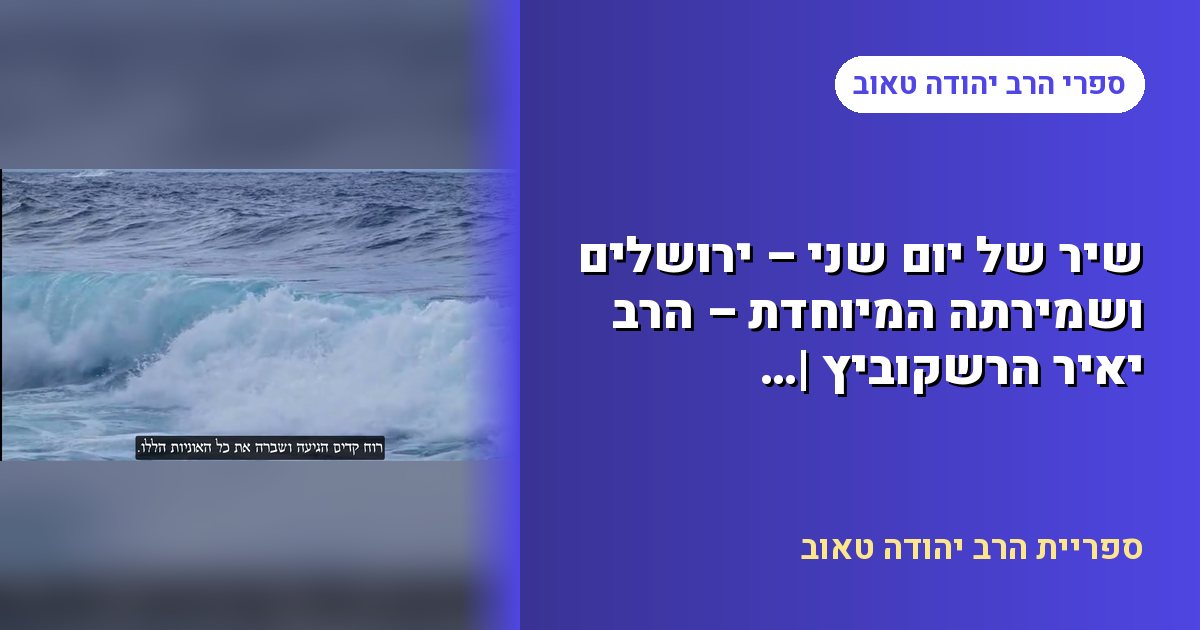 ספרי הרב יהודה טאוב
שיר של יום שני – ירושלים
ושמירתה המיוחדת – הרב
יאיר הרשקוביץ |...
ספריית הרב יהודה טאוב
רוח קדים הגיעה ושברה את כל האוניות הללו.